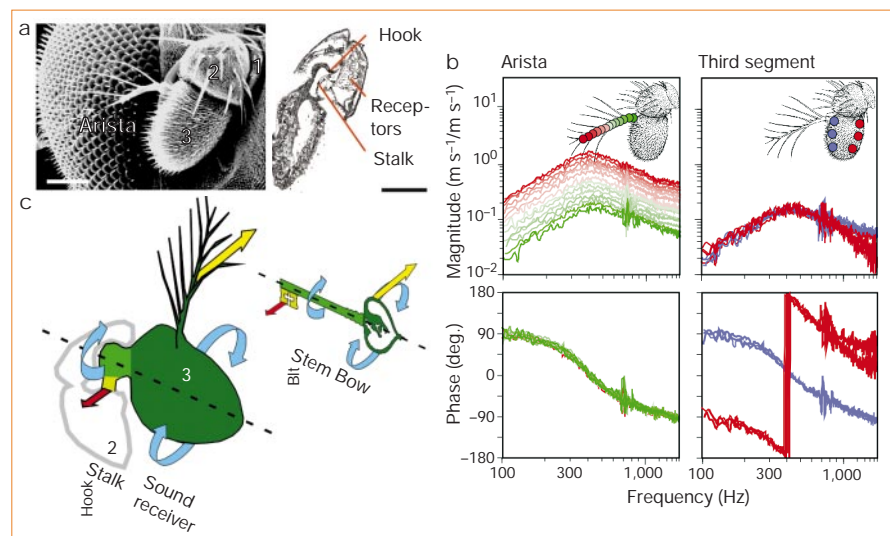 a
1
2
3
Arista
Hook
Recep-
tors
Stalk
b
Arista
Third segment
Magnitude (m s⁻¹/m s⁻¹)
10¹
10⁰
10⁻¹
10⁻²
Phase (deg.)
180
90
0
−90
−180
100
300
1,000
100
300
1,000
Frequency (Hz)
c
3
2
Hook
Stalk
Sound
receiver
Blt
Stem Bow